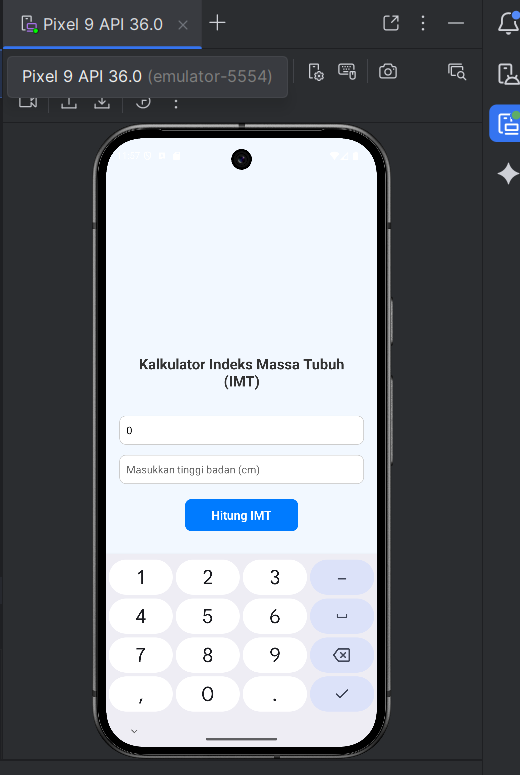 Pixel 9 API 36.0
Pixel 9 API 36.0 (emulator-5554)
Kalkulator Indeks Massa Tubuh
(IMT)
0
Masukkan tinggi badan (cm)
Hitung IMT
1 2 3 –
4 5 6
7 8 9
, 0 .